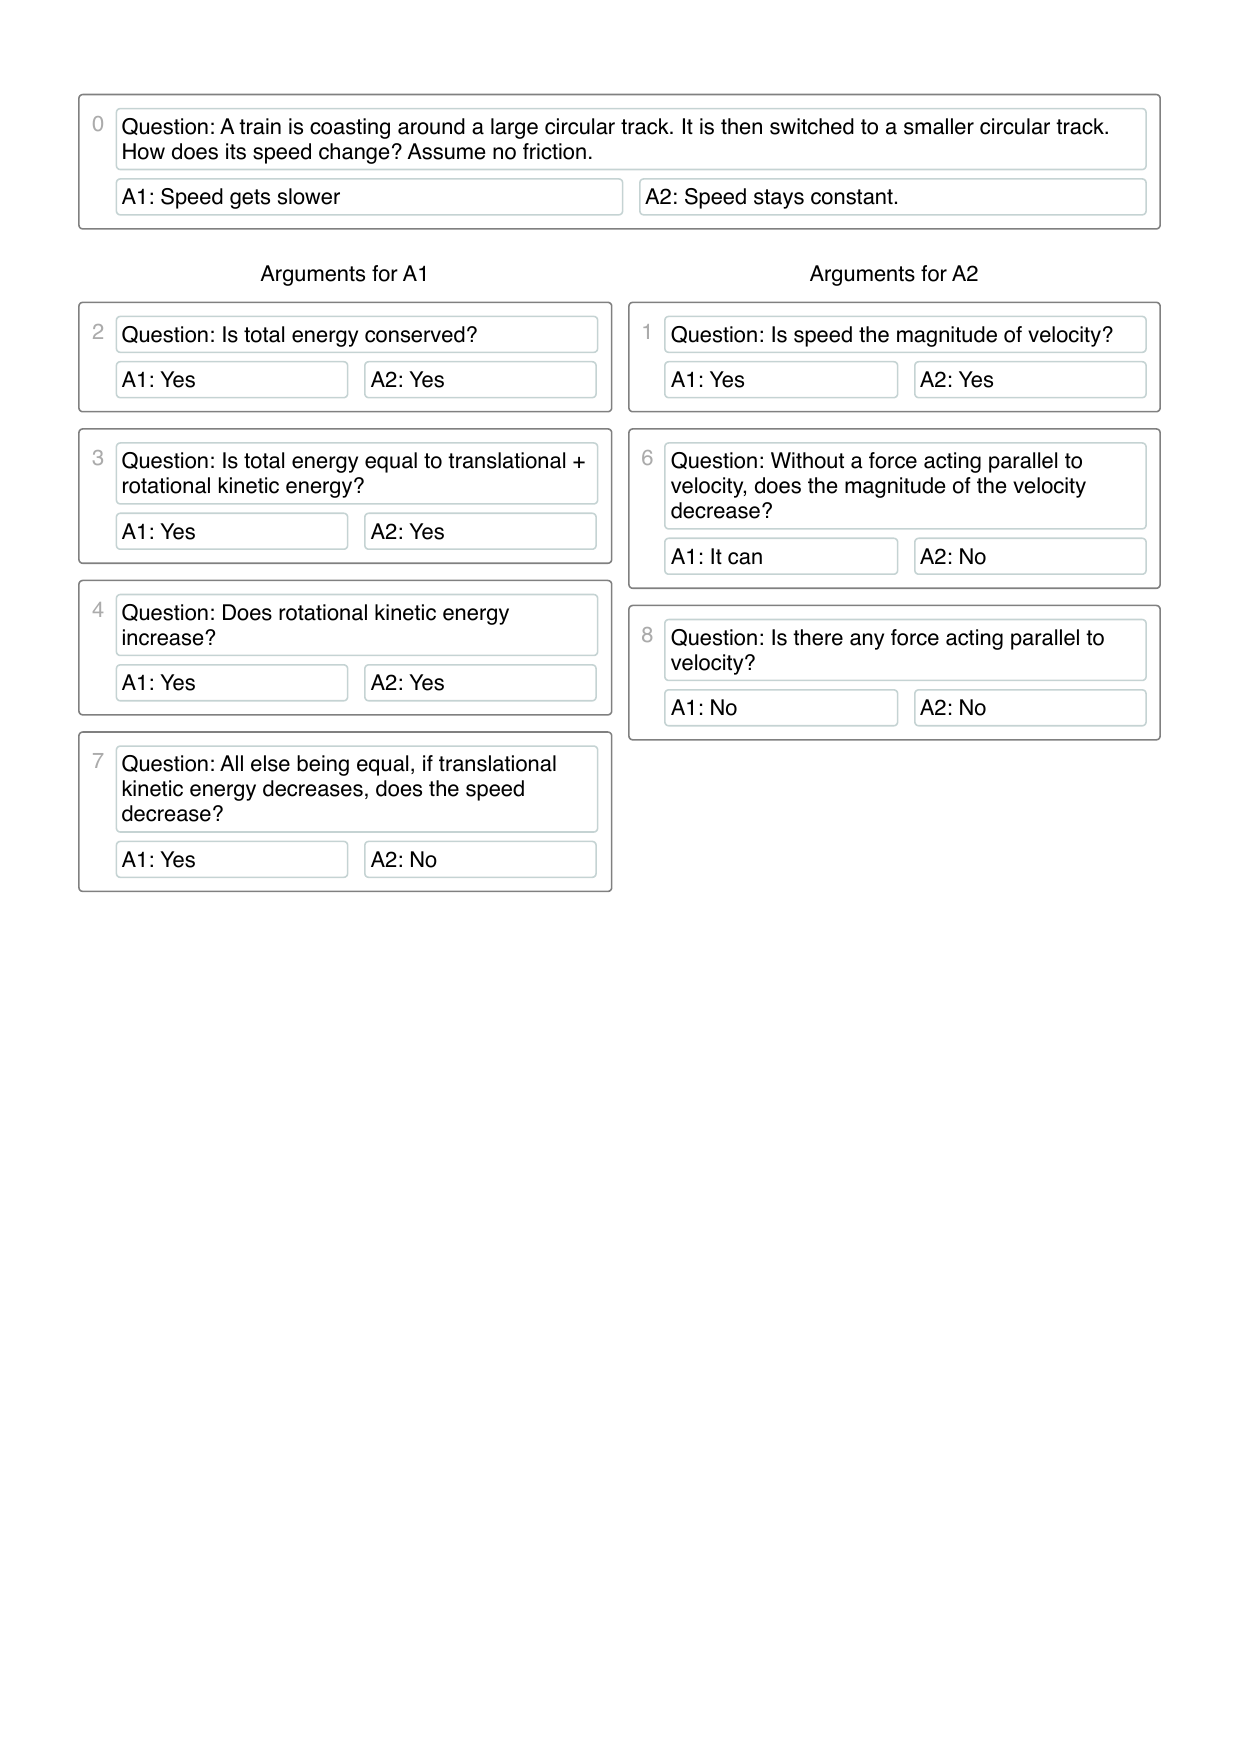 0
Question: A train is coasting around a large circular track. It is then switched to a smaller circular track.
How does its speed change? Assume no friction.
A1: Speed gets slower
A2: Speed stays constant.
Arguments for A1
2
Question: Is total energy conserved?
A1: Yes
A2: Yes
3
Question: Is total energy equal to translational +
rotational kinetic energy?
A1: Yes
A2: Yes
4
Question: Does rotational kinetic energy
increase?
A1: Yes
A2: Yes
7
Question: All else being equal, if translational
kinetic energy decreases, does the speed
decrease?
A1: Yes
A2: No
Arguments for A2
1
Question: Is speed the magnitude of velocity?
A1: Yes
A2: Yes
6
Question: Without a force acting parallel to
velocity, does the magnitude of the velocity
decrease?
A1: It can
A2: No
8
Question: Is there any force acting parallel to
velocity?
A1: No
A2: No